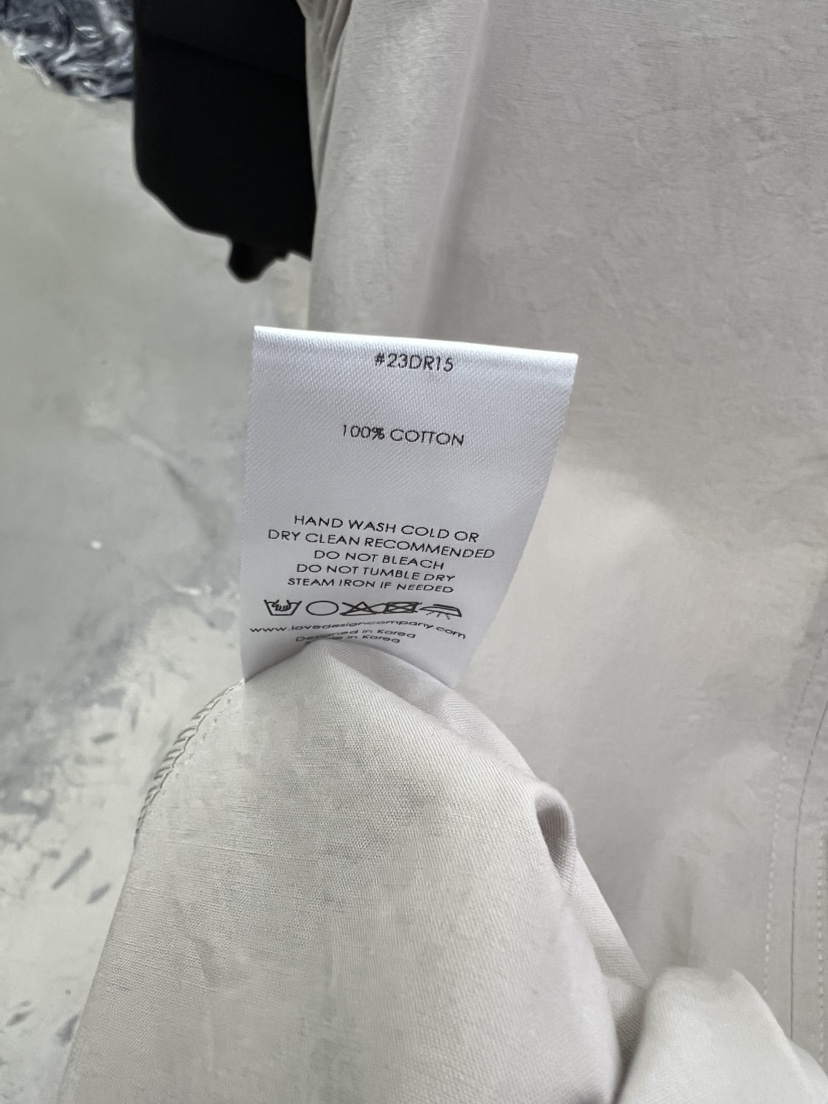 #23DR15
100% COTTON
HAND WASH COLD OR
DRY CLEAN RECOMMENDED
DO NOT BLEACH
DO NOT TUMBLE DRY
STEAM IRON IF NEEDED
www.lovedesigncompany.com
Designed in Korea
in Korea